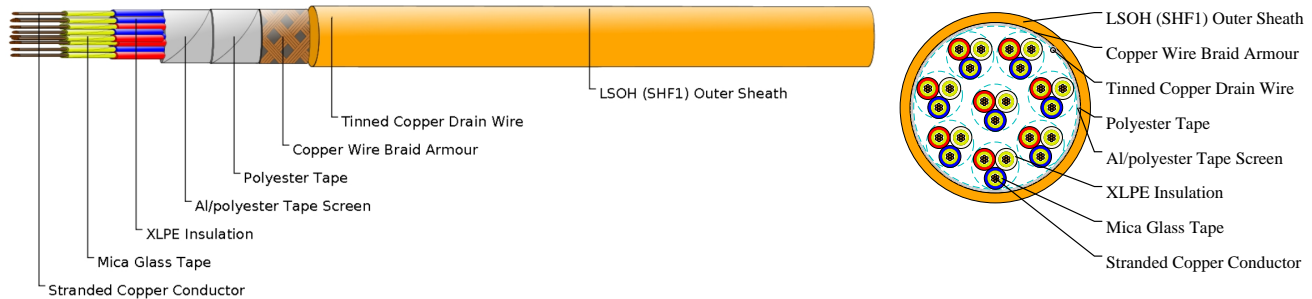 LSOH (SHF1) Outer Sheath
Tinned Copper Drain Wire
Copper Wire Braid Armour
Polyester Tape
Al/polyester Tape Screen
XLPE Insulation
Mica Glass Tape
Stranded Copper Conductor
LSOH (SHF1) Outer Sheath
Copper Wire Braid Armour
Tinned Copper Drain Wire
Polyester Tape
Al/polyester Tape Screen
XLPE Insulation
Mica Glass Tape
Stranded Copper Conductor